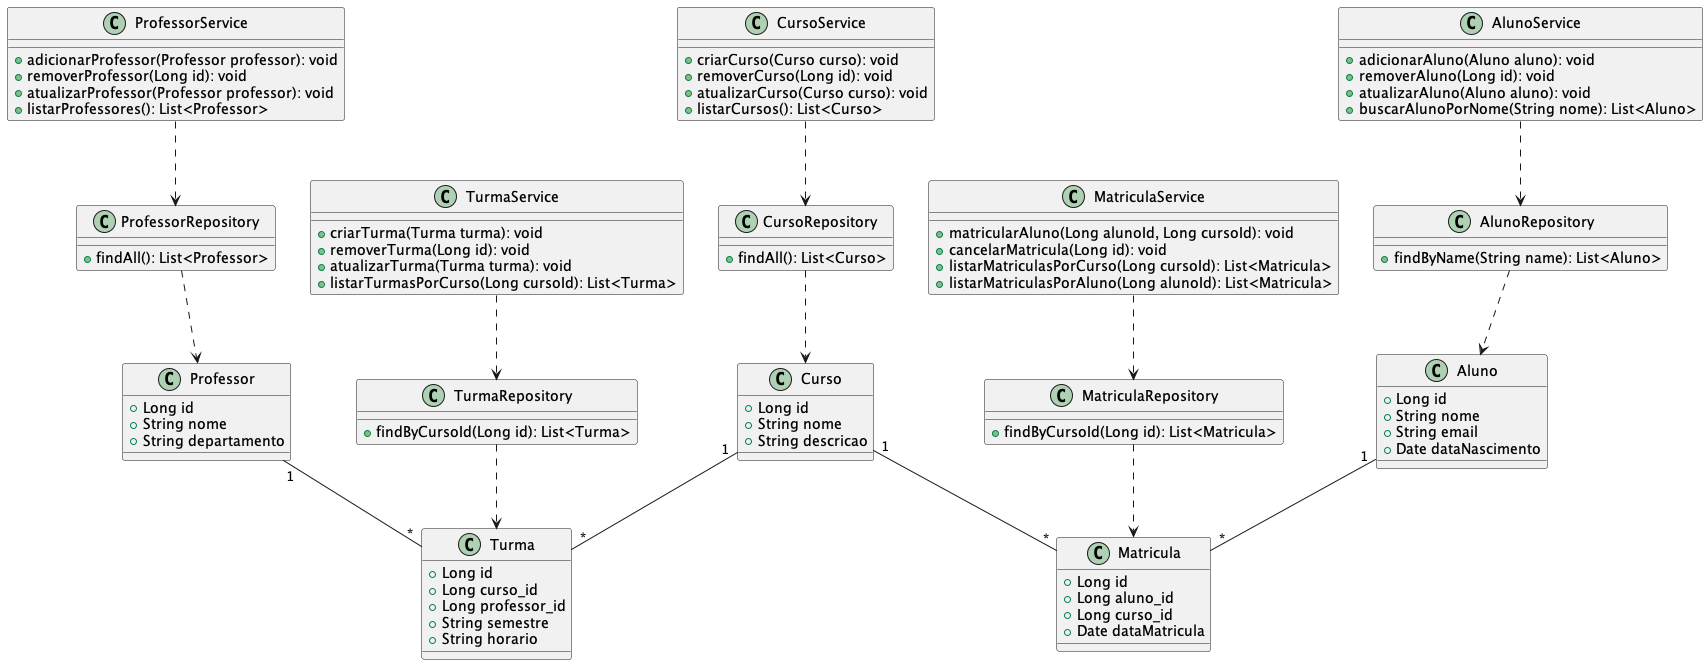 C ProfessorService
adicionarProfessor(Professor professor): void
removerProfessor(Long id): void
atualizarProfessor(Professor professor): void
listarProfessores(): List<Professor>
C CursoService
criarCurso(Curso curso): void
removerCurso(Long id): void
atualizarCurso(Curso curso): void
listarCursos(): List<Curso>
C AlunoService
adicionarAluno(Aluno aluno): void
removerAluno(Long id): void
atualizarAluno(Aluno aluno): void
buscarAlunoPorNome(String nome): List<Aluno>
C ProfessorRepository
findAll(): List<Professor>
C TurmaService
criarTurma(Turma turma): void
removerTurma(Long id): void
atualizarTurma(Turma turma): void
listarTurmasPorCurso(Long cursoId): List<Turma>
C CursoRepository
findAll(): List<Curso>
C MatriculaService
matricularAluno(Long alunoId, Long cursoId): void
cancelarMatricula(Long id): void
listarMatriculasPorCurso(Long cursoId): List<Matricula>
listarMatriculasPorAluno(Long alunoId): List<Matricula>
C AlunoRepository
findByName(String name): List<Aluno>
C Professor
Long id
String nome
String departamento
C TurmaRepository
findByCursoId(Long id): List<Turma>
C Curso
Long id
String nome
String descricao
C MatriculaRepository
findByCursoId(Long id): List<Matricula>
C Aluno
Long id
String nome
String email
Date dataNascimento
1
1
1
1
*
*
*
*
C Turma
Long id
Long curso_id
Long professor_id
String semestre
String horario
C Matricula
Long id
Long aluno_id
Long curso_id
Date dataMatricula